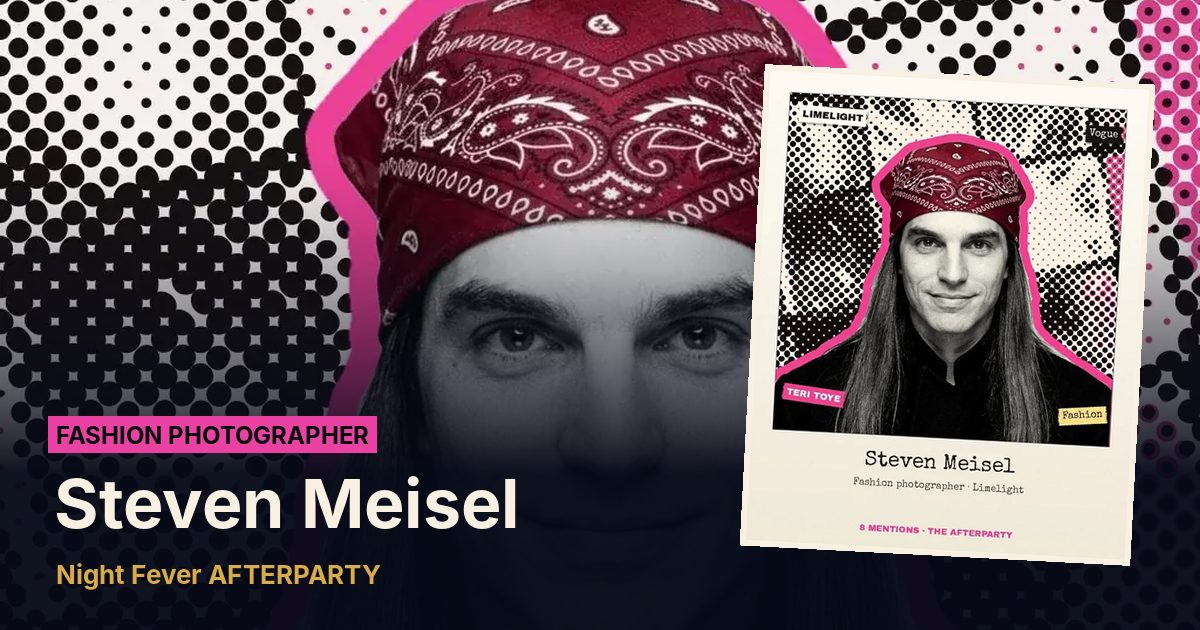 FASHION PHOTOGRAPHER
Steven Meisel
Night Fever AFTERPARTY
LIMELIGHT
Vogue
TERI TOYE
Fashion
Steven Meisel
Fashion photographer · Limelight
8 MENTIONS · THE AFTERPARTY